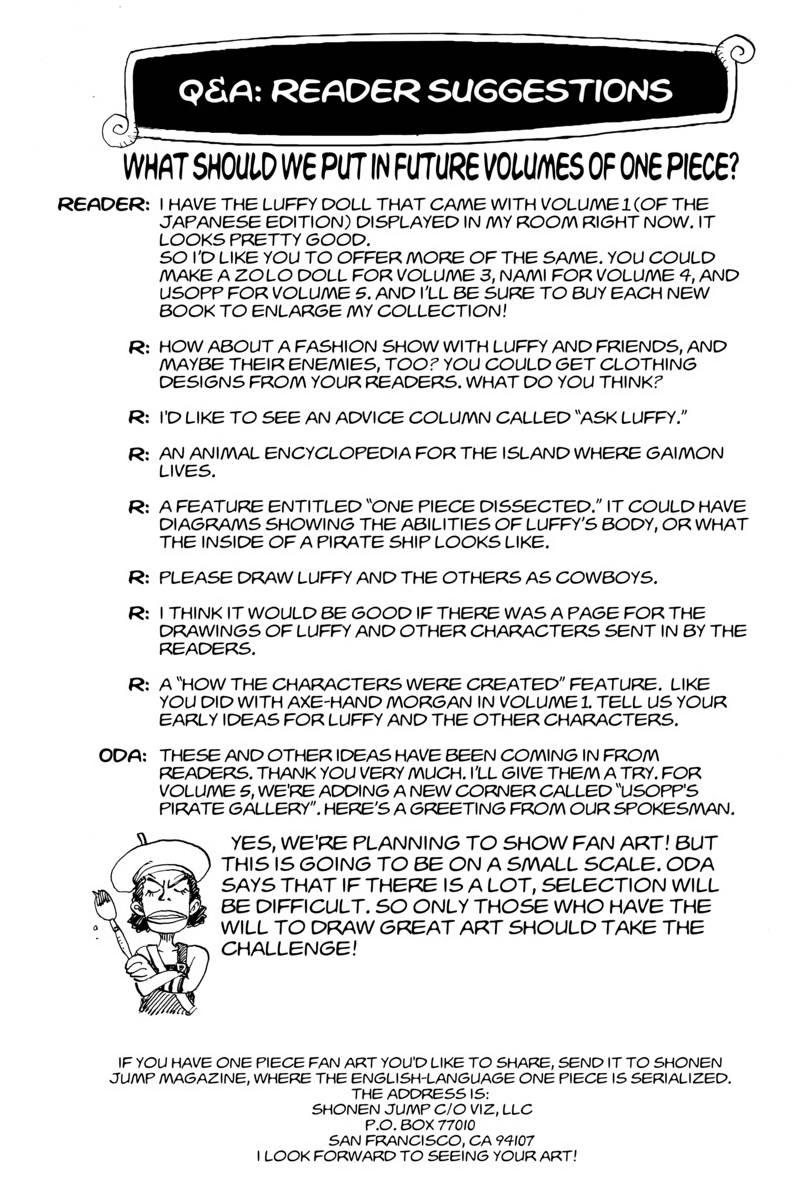 Q&A: READER SUGGESTIONS
WHAT SHOULD WE PUT IN FUTURE VOLUMES OF ONE PIECE?
READER: I HAVE THE LUFFY DOLL THAT CAME WITH VOLUME 1 (OF THE
JAPANESE EDITION) DISPLAYED IN MY ROOM RIGHT NOW. IT
LOOKS PRETTY GOOD.
SO I'D LIKE YOU TO OFFER MORE OF THE SAME. YOU COULD
MAKE A ZOLO DOLL FOR VOLUME 3, NAMI FOR VOLUME 4, AND
USOPP FOR VOLUME 5. AND I'LL BE SURE TO BUY EACH NEW
BOOK TO ENLARGE MY COLLECTION!
R: HOW ABOUT A FASHION SHOW WITH LUFFY AND FRIENDS, AND
MAYBE THEIR ENEMIES, TOO? YOU COULD GET CLOTHING
DESIGNS FROM YOUR READERS. WHAT DO YOU THINK?
R: I'D LIKE TO SEE AN ADVICE COLUMN CALLED "ASK LUFFY."
R: AN ANIMAL ENCYCLOPEDIA FOR THE ISLAND WHERE GAIMON
LIVES.
R: A FEATURE ENTITLED "ONE PIECE DISSECTED." IT COULD HAVE
DIAGRAMS SHOWING THE ABILITIES OF LUFFY'S BODY, OR WHAT
THE INSIDE OF A PIRATE SHIP LOOKS LIKE.
R: PLEASE DRAW LUFFY AND THE OTHERS AS COWBOYS.
R: I THINK IT WOULD BE GOOD IF THERE WAS A PAGE FOR THE
DRAWINGS OF LUFFY AND OTHER CHARACTERS SENT IN BY THE
READERS.
R: A "HOW THE CHARACTERS WERE CREATED" FEATURE. LIKE
YOU DID WITH AXE-HAND MORGAN IN VOLUME 1. TELL US YOUR
EARLY IDEAS FOR LUFFY AND THE OTHER CHARACTERS.
ODA: THESE AND OTHER IDEAS HAVE BEEN COMING IN FROM
READERS. THANK YOU VERY MUCH. I'LL GIVE THEM A TRY. FOR
VOLUME 5, WE'RE ADDING A NEW CORNER CALLED "USOPP'S
PIRATE GALLERY". HERE'S A GREETING FROM OUR SPOKESMAN.
YES, WE'RE PLANNING TO SHOW FAN ART! BUT
THIS IS GOING TO BE ON A SMALL SCALE. ODA
SAYS THAT IF THERE IS A LOT, SELECTION WILL
BE DIFFICULT. SO ONLY THOSE WHO HAVE THE
WILL TO DRAW GREAT ART SHOULD TAKE THE
CHALLENGE!
IF YOU HAVE ONE PIECE FAN ART YOU'D LIKE TO SHARE, SEND IT TO SHONEN
JUMP MAGAZINE, WHERE THE ENGLISH-LANGUAGE ONE PIECE IS SERIALIZED.
THE ADDRESS IS:
SHONEN JUMP C/O VIZ, LLC
P.O. BOX 77010
SAN FRANCISCO, CA 94107
I LOOK FORWARD TO SEEING YOUR ART!